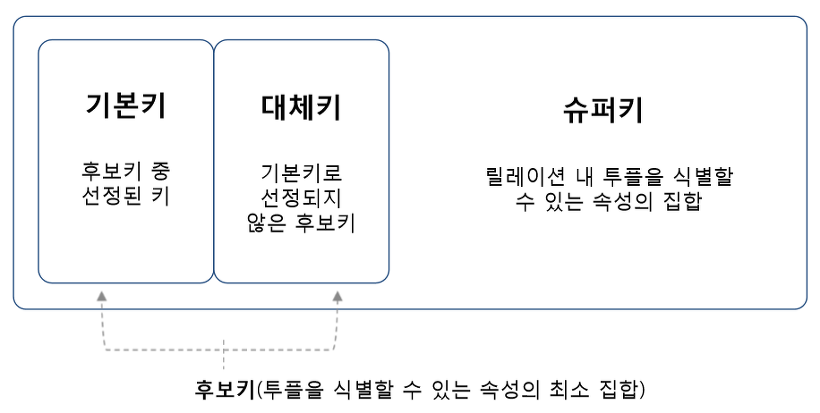 기본키
후보키 중
선정된 키
대체키
기본키로
선정되지
않은 후보키
슈퍼키
릴레이션 내 투플을 식별할
수 있는 속성의 집합
후보키(투플을 식별할 수 있는 속성의 최소 집합)